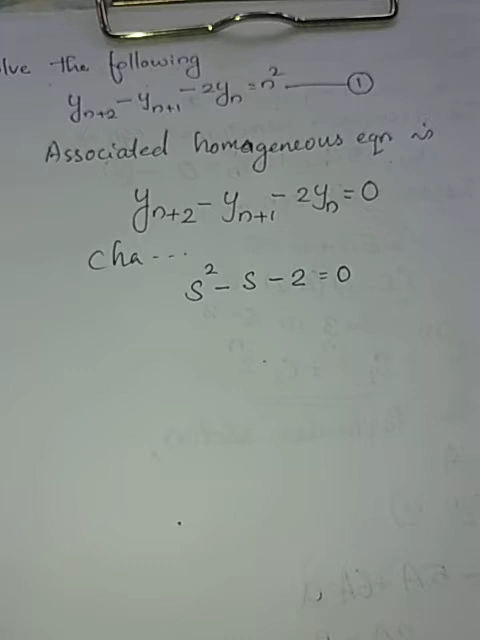 lve the following
yₙ₊₂ - yₙ₊₁ - 2yₙ = n² —— ①
Associated homogeneous eqn is
yₙ₊₂ - yₙ₊₁ - 2yₙ = 0
Cha...
s² - s - 2 = 0